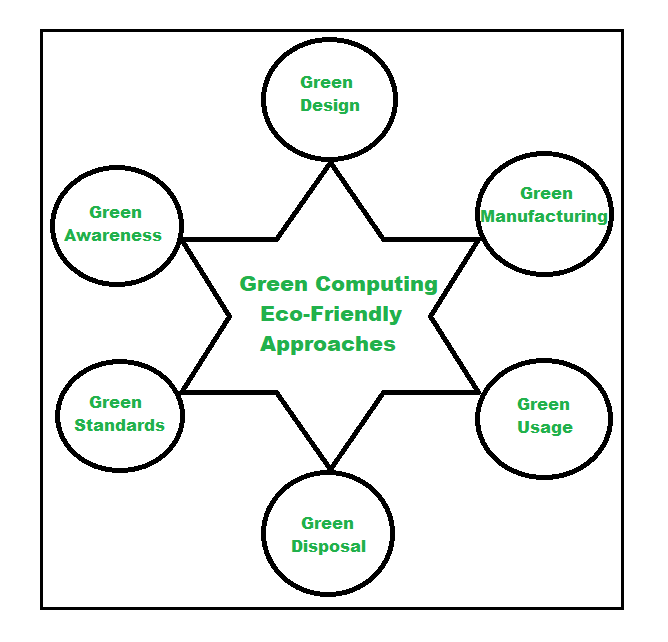 Green
Design
Green
Manufacturing
Green
Awareness
Green Computing
Eco-Friendly
Approaches
Green
Standards
Green
Usage
Green
Disposal